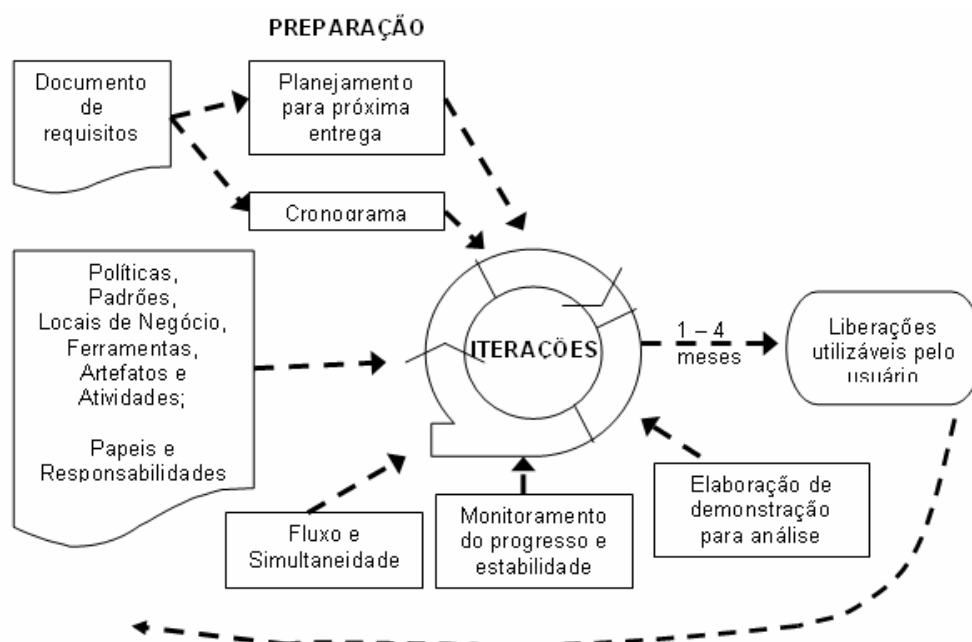 PREPARAÇÃO
Documento
de
requisitos
Planejamento
para próxima
entrega
Cronograma
Políticas,
Padrões,
Locais de Negócio,
Ferramentas,
Artefatos e
Atividades;
Papeis e
Responsabilidades
ITERAÇÕES
1 – 4
meses
Liberações
utilizáveis pelo
usuário
Fluxo e
Simultaneidade
Monitoramento
do progresso e
estabilidade
Elaboração de
demonstração
para análise